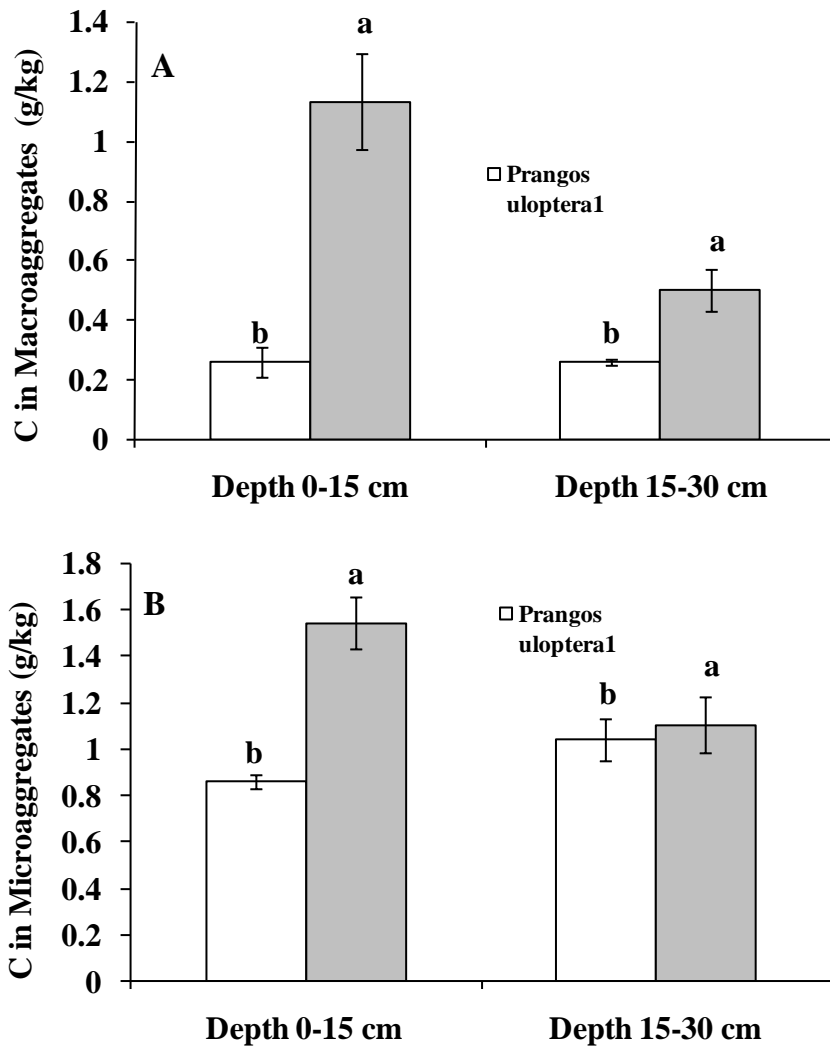 1.4
A
a
1.2
1
Prangos
uloptera1
0.8
a
0.6
b
b
0.4
0.2
0
C in Macroaggregates (g/kg)
Depth 0-15 cm
Depth 15-30 cm
1.8
B
a
1.6
Prangos
uloptera1
1.4
a
b
1.2
1
b
0.8
0.6
0.4
0.2
0
C in Microaggregates (g/kg)
Depth 0-15 cm
Depth 15-30 cm